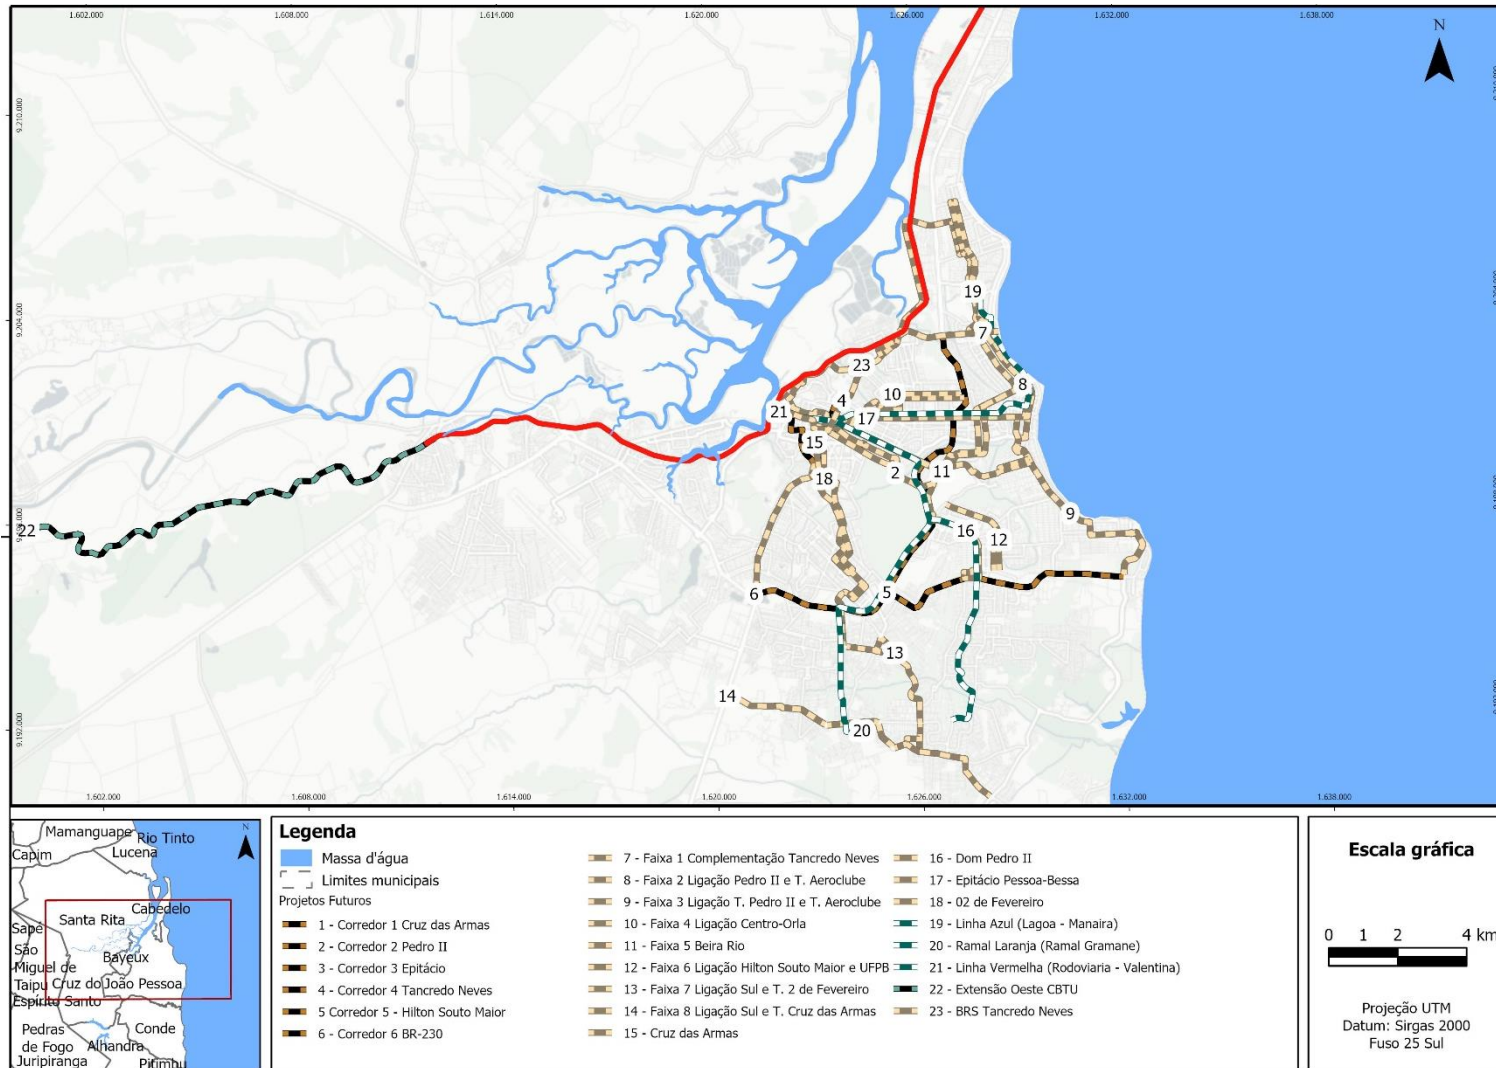 1.602.000 1.608.000 1.614.000 1.620.000 1.626.000 1.632.000 1.638.000
N
9.210.000
9.204.000
9.192.000
19
7
23
8
10
4
21
17
15
2
11
18
9
22
16
12
6
5
13
14
20
1.602.000 1.608.000 1.614.000 1.620.000 1.626.000 1.632.000 1.638.000
N
Mamanguape
Rio Tinto
Capim
Lucena
Cabedelo
Santa Rita
Sapé
São
Miguel de
Taipu
Bayeux
Cruz do
João Pessoa
Espírito Santo
Pedras
de Fogo
Conde
Alhandra
Juripiranga
Pitimbu
Legenda
Massa d'água
Limites municipais
Projetos Futuros
1 - Corredor 1 Cruz das Armas
2 - Corredor 2 Pedro II
3 - Corredor 3 Epitácio
4 - Corredor 4 Tancredo Neves
5 Corredor 5 - Hilton Souto Maior
6 - Corredor 6 BR-230
7 - Faixa 1 Complementação Tancredo Neves
8 - Faixa 2 Ligação Pedro II e T. Aeroclube
9 - Faixa 3 Ligação T. Pedro II e T. Aeroclube
10 - Faixa 4 Ligação Centro-Orla
11 - Faixa 5 Beira Rio
12 - Faixa 6 Ligação Hilton Souto Maior e UFPB
13 - Faixa 7 Ligação Sul e T. 2 de Fevereiro
14 - Faixa 8 Ligação Sul e T. Cruz das Armas
15 - Cruz das Armas
16 - Dom Pedro II
17 - Epitácio Pessoa-Bessa
18 - 02 de Fevereiro
19 - Linha Azul (Lagoa - Manaira)
20 - Ramal Laranja (Ramal Gramane)
21 - Linha Vermelha (Rodoviaria - Valentina)
22 - Extensão Oeste CBTU
23 - BRS Tancredo Neves
Escala gráfica
0 1 2 4 km
Projeção UTM
Datum: Sirgas 2000
Fuso 25 Sul